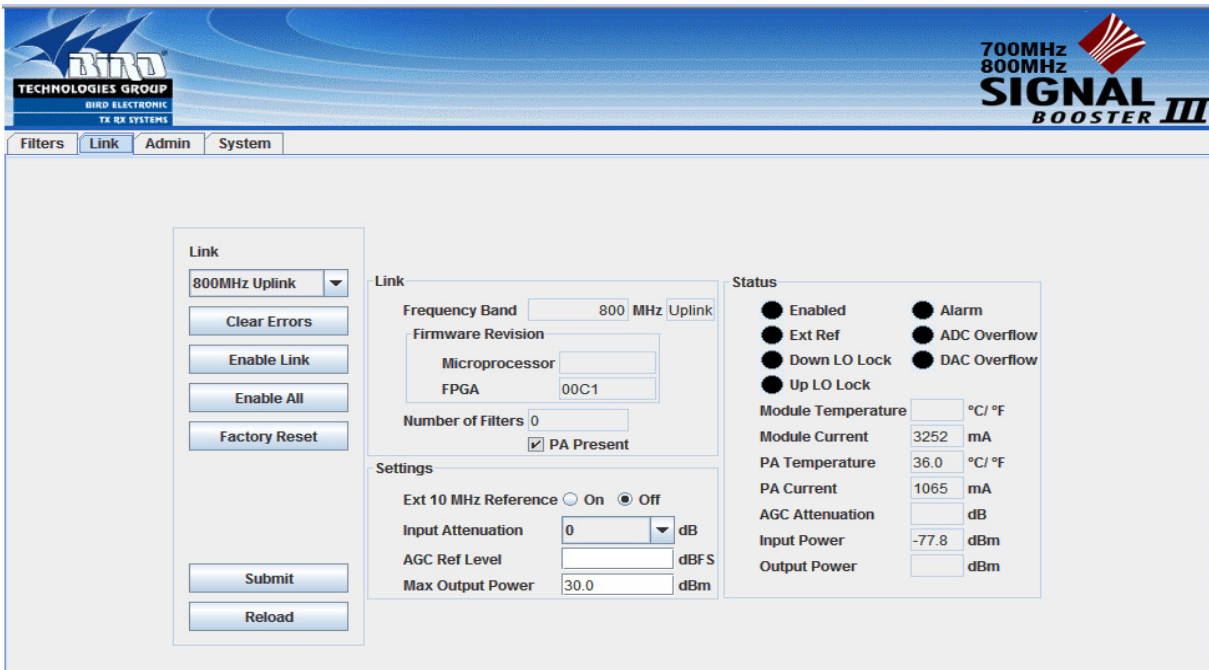 BIRD®
TECHNOLOGIES GROUP
BIRD ELECTRONIC
TX RX SYSTEMS
700MHz
800MHz
SIGNAL
BOOSTER III
Filters Link Admin System
Link
800MHz Uplink
Clear Errors
Enable Link
Enable All
Factory Reset
Submit
Reload
Link
Frequency Band 800 MHz Uplink
Firmware Revision
Microprocessor
FPGA 00C1
Number of Filters 0
PA Present
Settings
Ext 10 MHz Reference On Off
Input Attenuation 0 dB
AGC Ref Level dBFS
Max Output Power 30.0 dBm
Status
Enabled Alarm
Ext Ref ADC Overflow
Down LO Lock DAC Overflow
Up LO Lock
Module Temperature °C/ °F
Module Current 3252 mA
PA Temperature 36.0 °C/ °F
PA Current 1065 mA
AGC Attenuation dB
Input Power -77.8 dBm
Output Power dBm